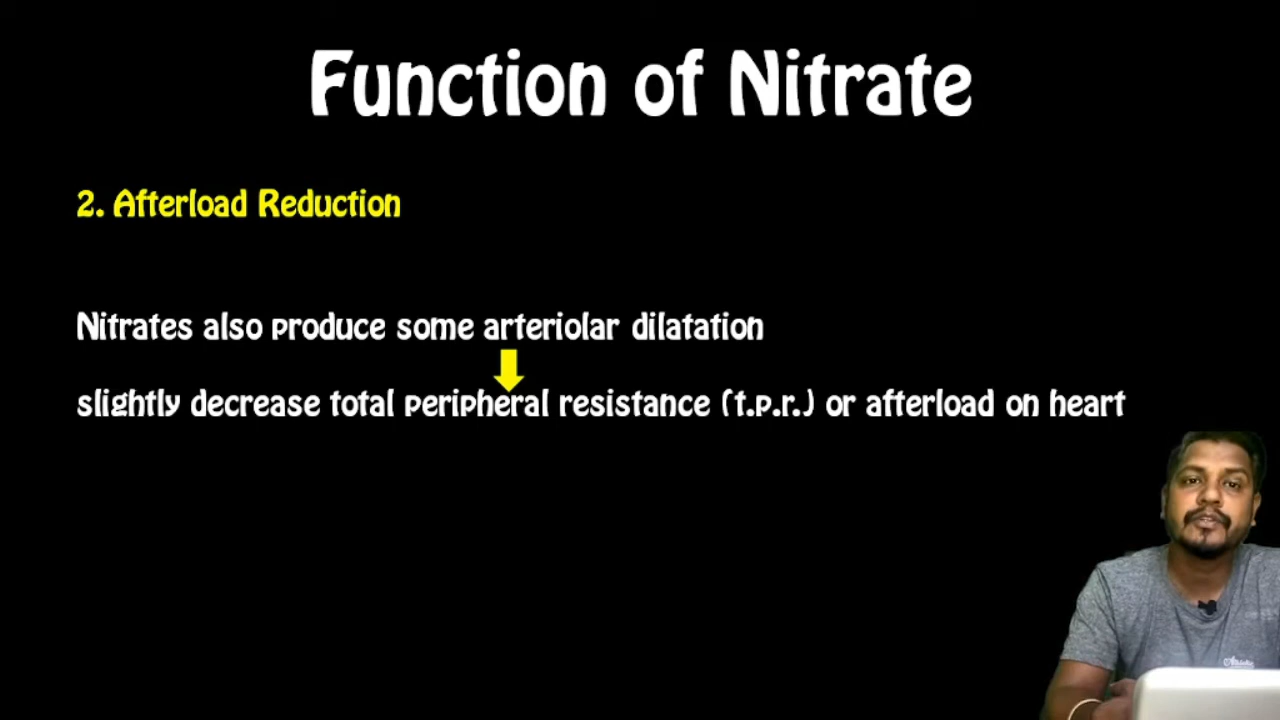 Function of Nitrate
2. Afterload Reduction
Nitrates also produce some arteriolar dilatation
slightly decrease total peripheral resistance (t.p.r.) or afterload on heart